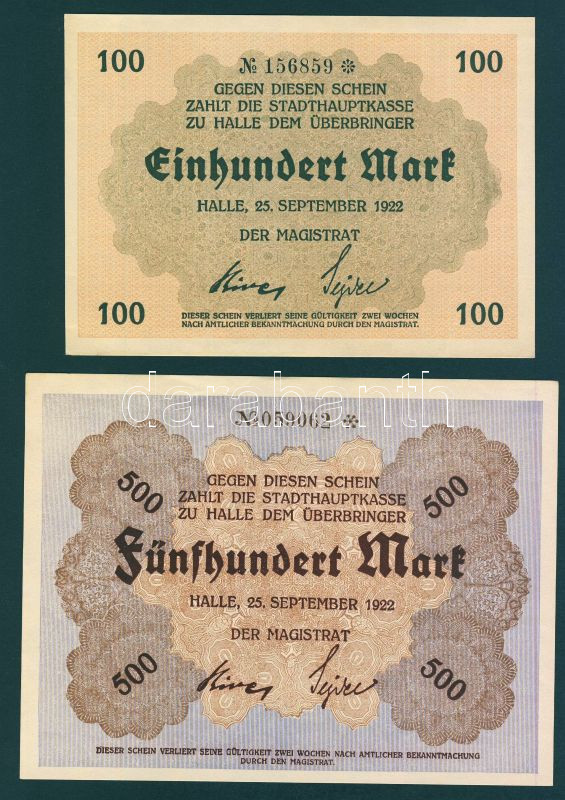 100 100
№ 156859 *
GEGEN DIESEN SCHEIN
ZAHLT DIE STADTHAUPTKASSE
ZU HALLE DEM ÜBERBRINGER
Einhundert Mark
HALLE, 25. SEPTEMBER 1922
DER MAGISTRAT
100 100
DIESER SCHEIN VERLIERT SEINE GÜLTIGKEIT ZWEI WOCHEN
NACH AMTLICHER BEKANNTMACHUNG DURCH DEN MAGISTRAT.
darabanth
№ 059062 *
500 500
GEGEN DIESEN SCHEIN
ZAHLT DIE STADTHAUPTKASSE
ZU HALLE DEM ÜBERBRINGER
Fünfhundert Mark
HALLE, 25. SEPTEMBER 1922
DER MAGISTRAT
500 500
DIESER SCHEIN VERLIERT SEINE GÜLTIGKEIT ZWEI WOCHEN NACH AMTLICHER BEKANNTMACHUNG
DURCH DEN MAGISTRAT.